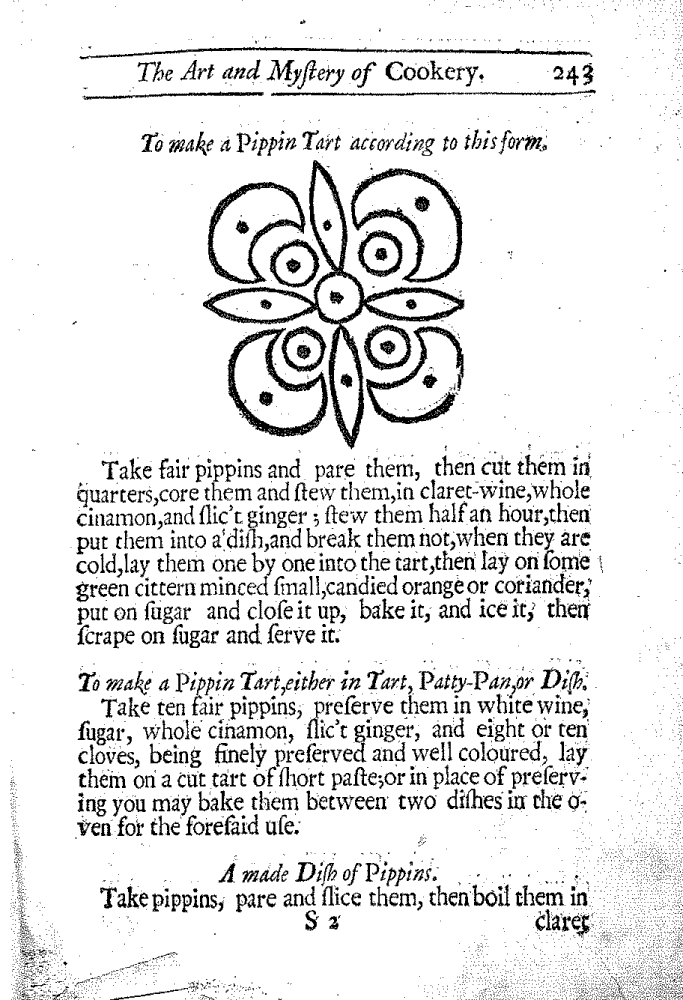 The Art and Myſtery of Cookery. 243
To make a Pippin Tart according to this form.
Take fair pippins and pare them, then cut them in
quarters,core them and ſtew them,in claret-wine,whole
cinamon,and ſlic't ginger ; ſtew them half an hour,then
put them into a diſh,and break them not,when they are
cold,lay them one by one into the tart,then lay on ſome
green cittern minced ſmall,candied orange or coriander,
put on ſugar and cloſe it up, bake it, and ice it, then
ſcrape on ſugar and ſerve it.
To make a Pippin Tart,either in Tart, Patty-Pan,or Diſh.
Take ten fair pippins, preſerve them in white wine,
ſugar, whole cinamon, ſlic't ginger, and eight or ten
cloves, being finely preſerved and well coloured, lay
them on a cut tart of ſhort paſte;or in place of preſerv-
ing you may bake them between two diſhes in the o-
ven for the foreſaid uſe.
A made Diſh of Pippins.
Take pippins, pare and ſlice them, then boil them in
S 2 claret